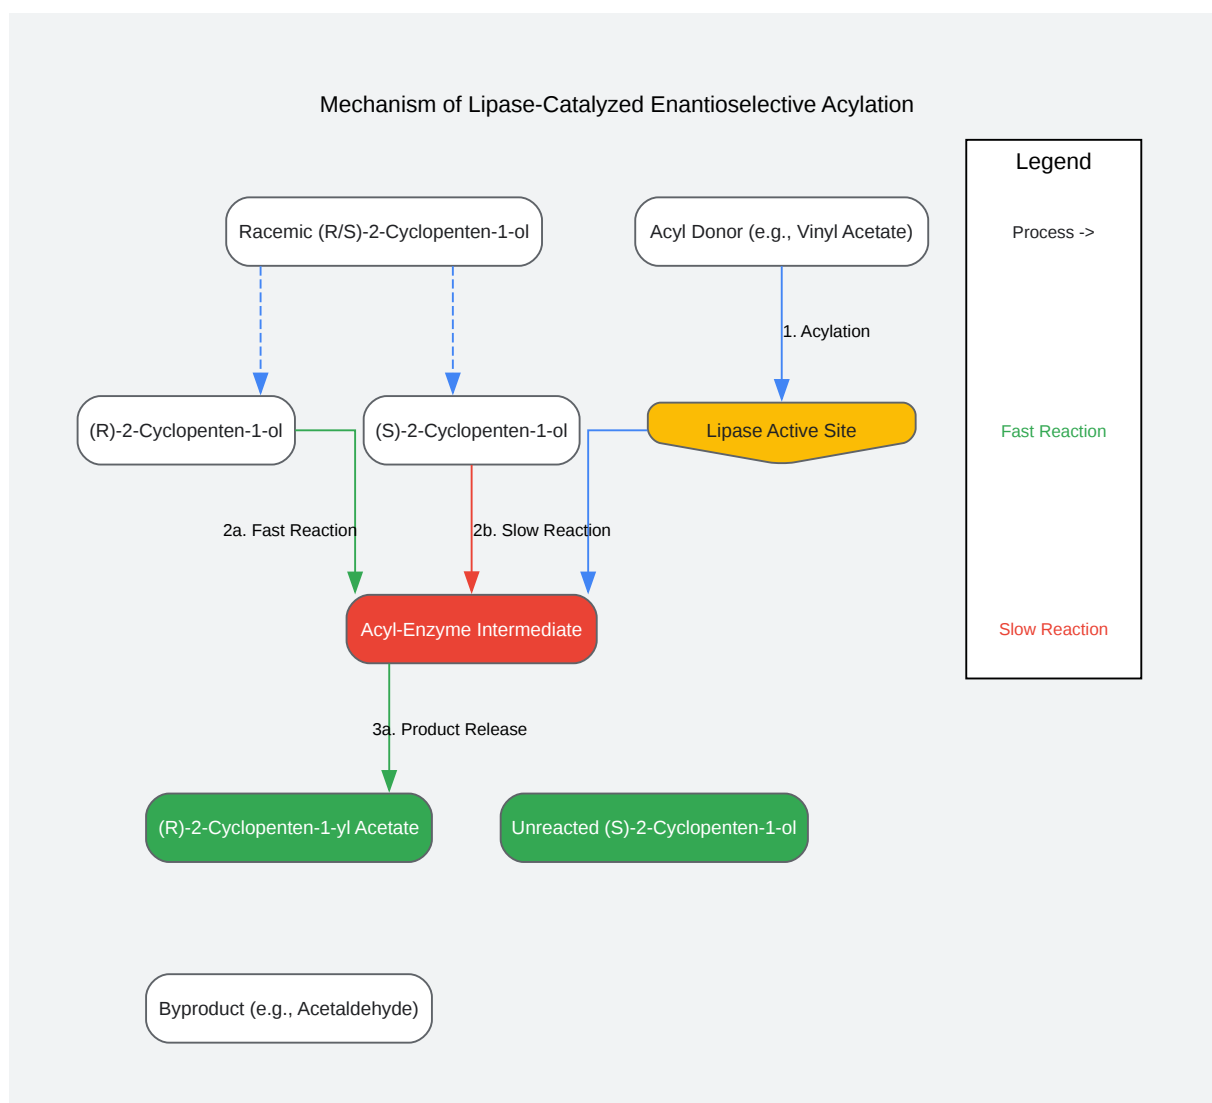 Mechanism of Lipase-Catalyzed Enantioselective Acylation
Legend
Racemic (R/S)-2-Cyclopenten-1-ol
Acyl Donor (e.g., Vinyl Acetate)
Process ->
1. Acylation
(R)-2-Cyclopenten-1-ol
(S)-2-Cyclopenten-1-ol
Lipase Active Site
Fast Reaction
2a. Fast Reaction
2b. Slow Reaction
Acyl-Enzyme Intermediate
Slow Reaction
3a. Product Release
(R)-2-Cyclopenten-1-yl Acetate
Unreacted (S)-2-Cyclopenten-1-ol
Byproduct (e.g., Acetaldehyde)